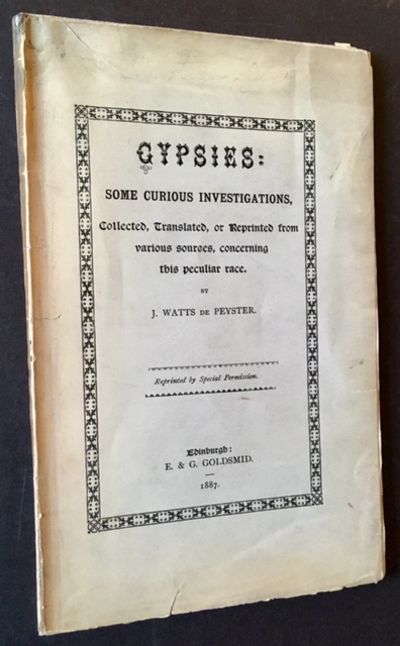 GYPSIES:
SOME CURIOUS INVESTIGATIONS,
Collected, Translated, or Reprinted from
various sources, concerning
this peculiar race.
BY
J. WATTS DE PEYSTER.
Reprinted by Special Permission.
Edinburgh:
E. & G. GOLDSMID.
1887.